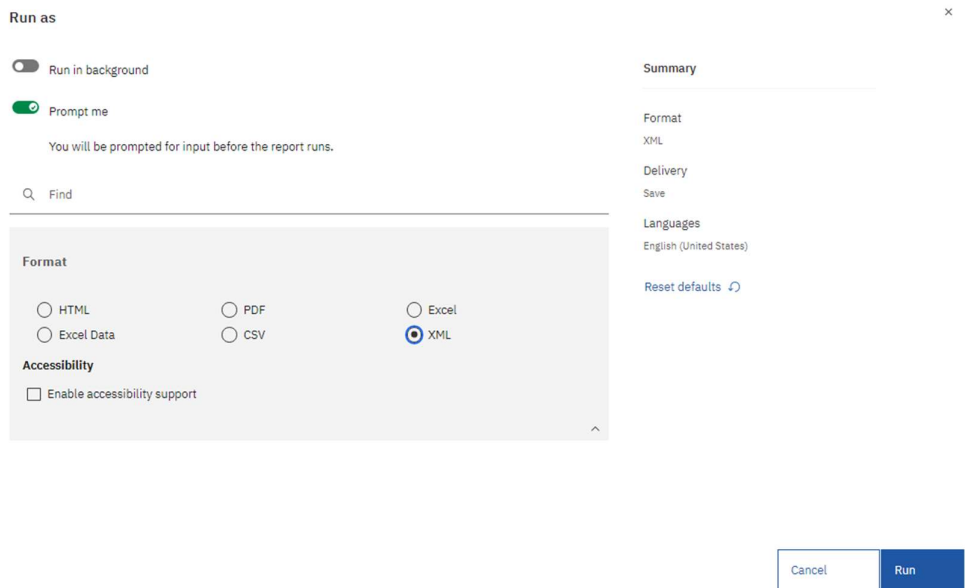 Run as
Run in background
Prompt me
You will be prompted for input before the report runs.
Find
Format
HTML
PDF
Excel
Excel Data
CSV
XML
Accessibility
Enable accessibility support
Summary
Format
XML
Delivery
Save
Languages
English (United States)
Reset defaults
Cancel
Run